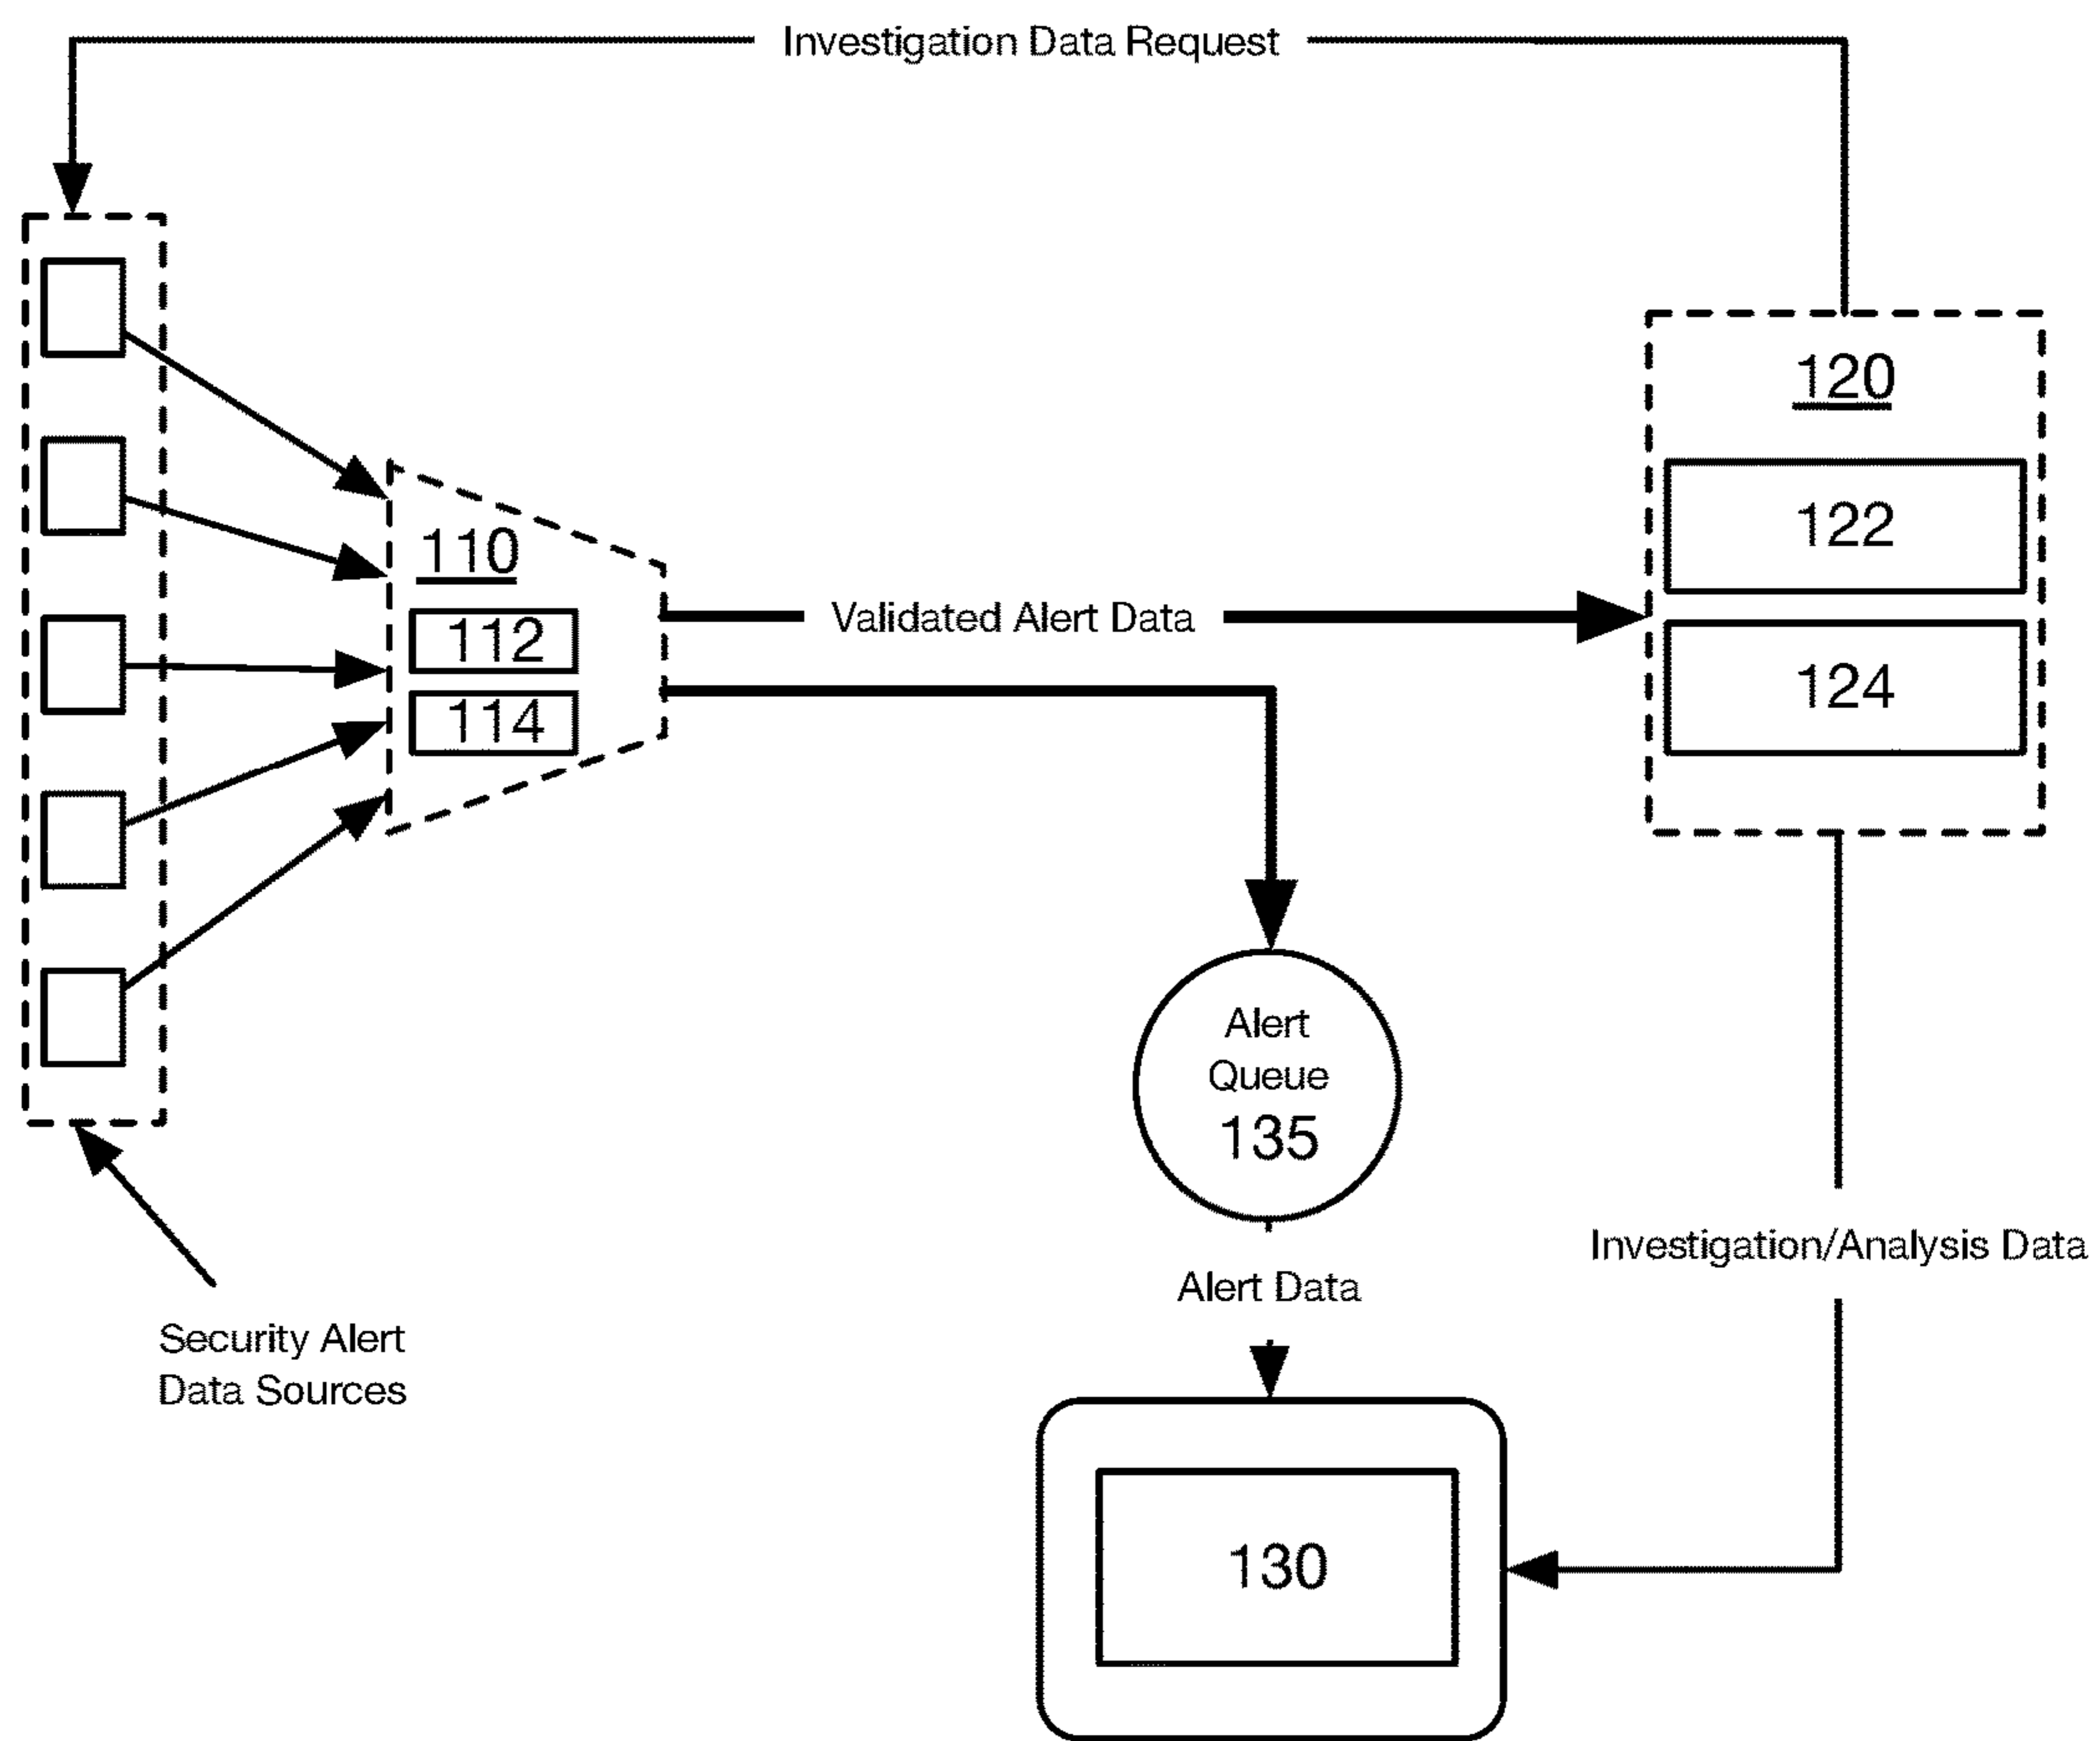 Investigation Data Request
120
122
110
Validated Alert Data
112
124
114
Alert
Queue
135
Investigation/Analysis Data
Alert Data
Security Alert
Data Sources
130